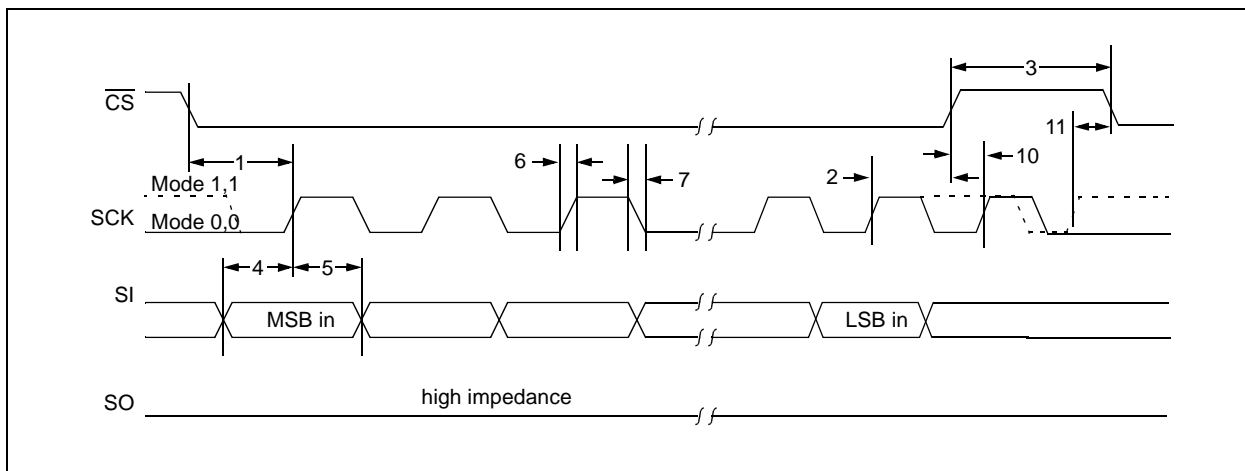 3
CS
11
1
6
7
2
10
Mode 1,1
SCK
Mode 0,0
4
5
SI
MSB in
LSB in
SO
high impedance